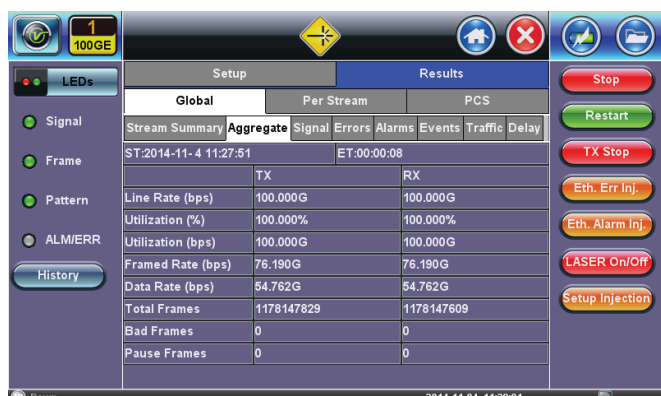 1
100GE
LEDs
Signal
Frame
Pattern
ALM/ERR
History
Setup Results
Global Per Stream PCS
Stream Summary Aggregate Signal Errors Alarms Events Traffic Delay
ST:2014-11- 4 11:27:51 ET:00:00:08
TX RX
Line Rate (bps) 100.000G 100.000G
Utilization (%) 100.000% 100.000%
Utilization (bps) 100.000G 100.000G
Framed Rate (bps) 76.190G 76.190G
Data Rate (bps) 54.762G 54.762G
Total Frames 1178147829 1178147609
Bad Frames 0 0
Pause Frames 0 0
Stop
Restart
TX Stop
Eth. Err Inj.
Eth. Alarm Inj.
LASER On/Off
Setup Injection